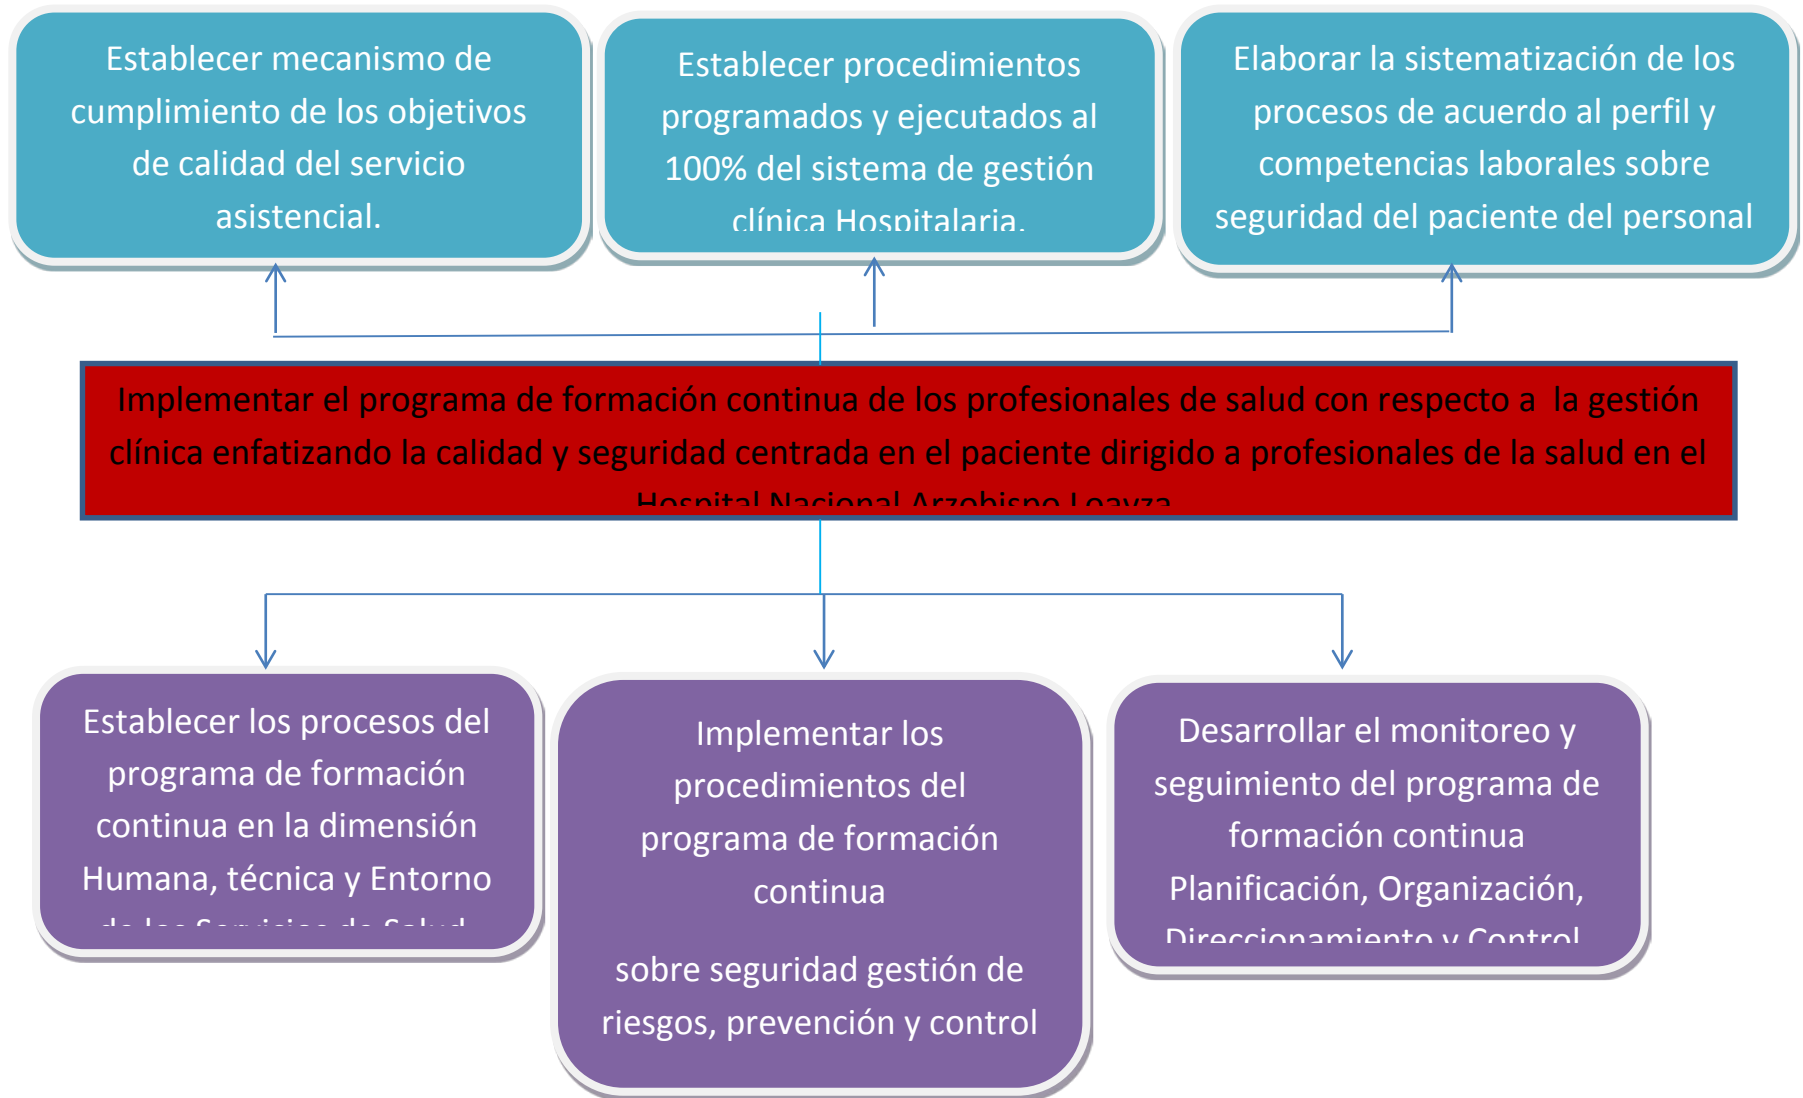 Establecer mecanismo de
cumplimiento de los objetivos
de calidad del servicio
asistencial.
Establecer procedimientos
programados y ejecutados al
100% del sistema de gestión
clínica Hospitalaria.
Elaborar la sistematización de los
procesos de acuerdo al perfil y
competencias laborales sobre
seguridad del paciente del personal
Implementar el programa de formación continua de los profesionales de salud con respecto a  la gestión
clínica enfatizando la calidad y seguridad centrada en el paciente dirigido a profesionales de la salud en el
Hospital Nacional Arzobispo Loayza
Establecer los procesos del
programa de formación
continua en la dimensión
Humana, técnica y Entorno
de los Servicios de Salud
Implementar los
procedimientos del
programa de formación
continua
sobre seguridad gestión de
riesgos, prevención y control
Desarrollar el monitoreo y
seguimiento del programa de
formación continua
Planificación, Organización,
Direccionamiento y Control